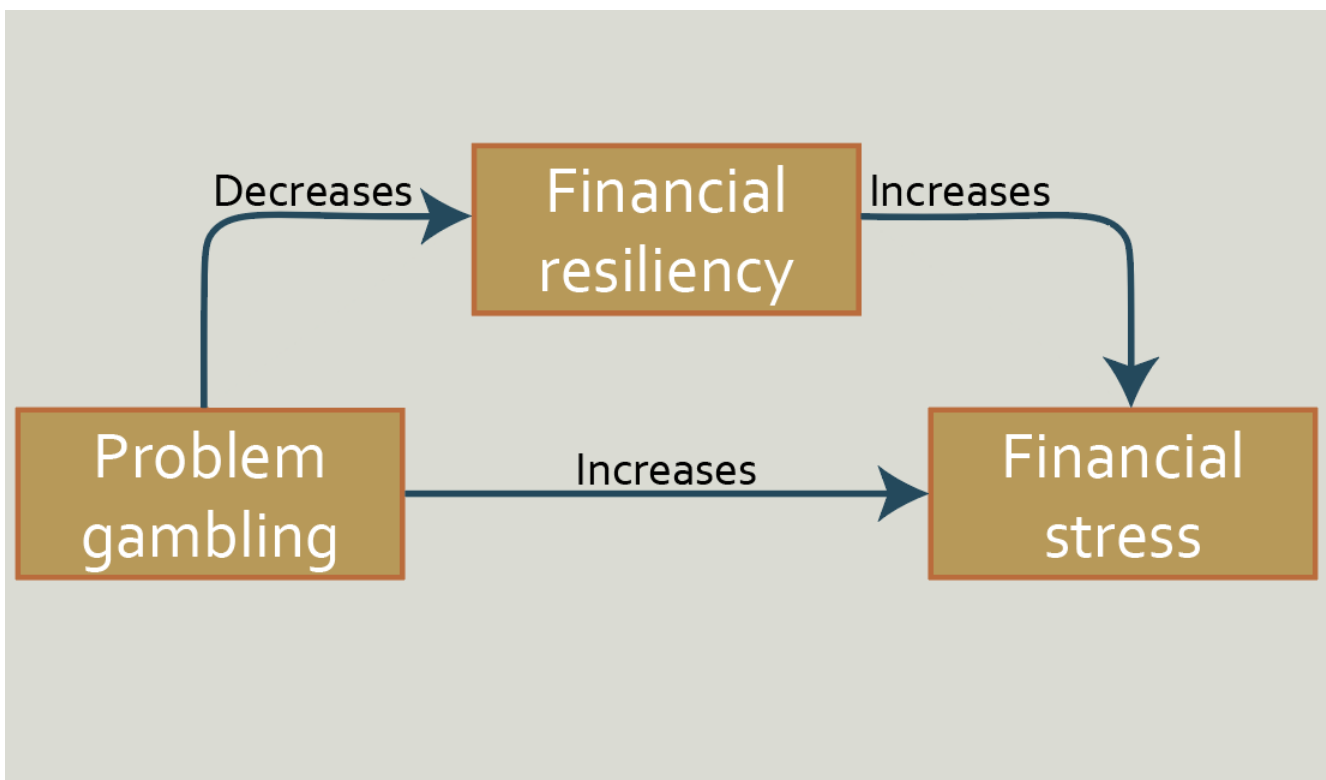 Decreases
Financial
resiliency
Increases
Problem
gambling
Increases
Financial
stress